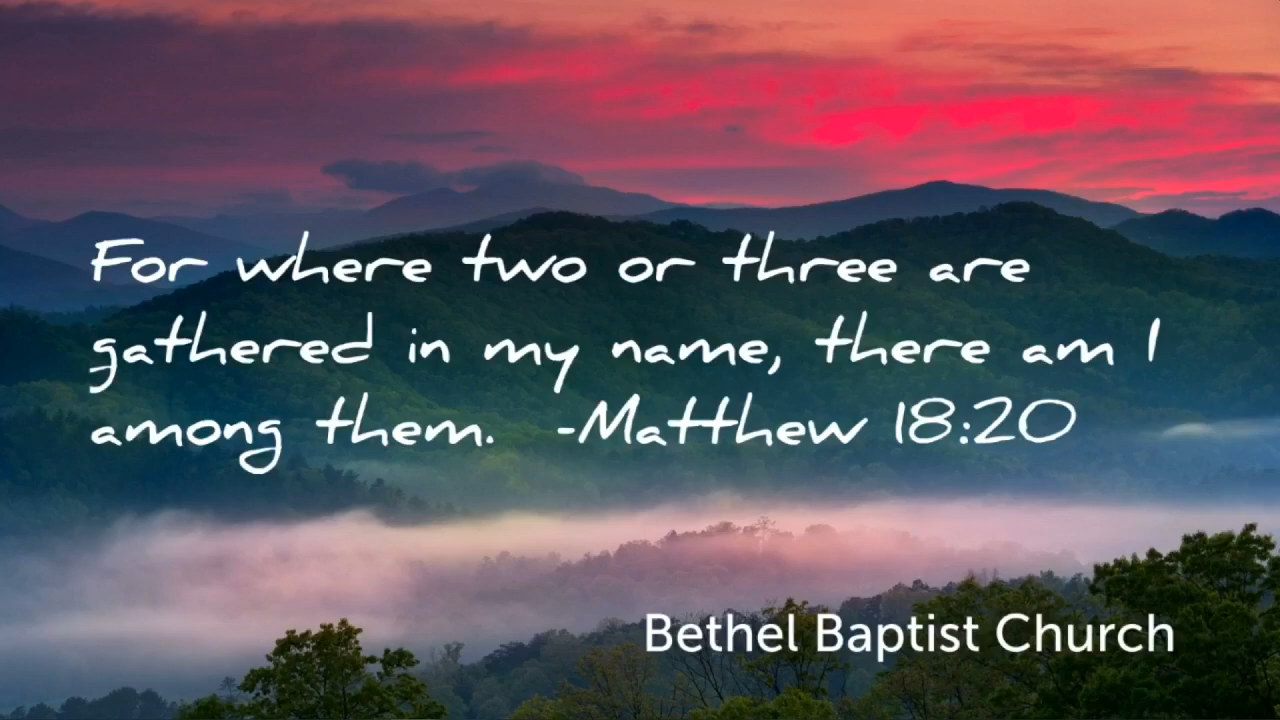 For where two or three are
gathered in my name, there am I
among them. -Matthew 18:20
Bethel Baptist Church